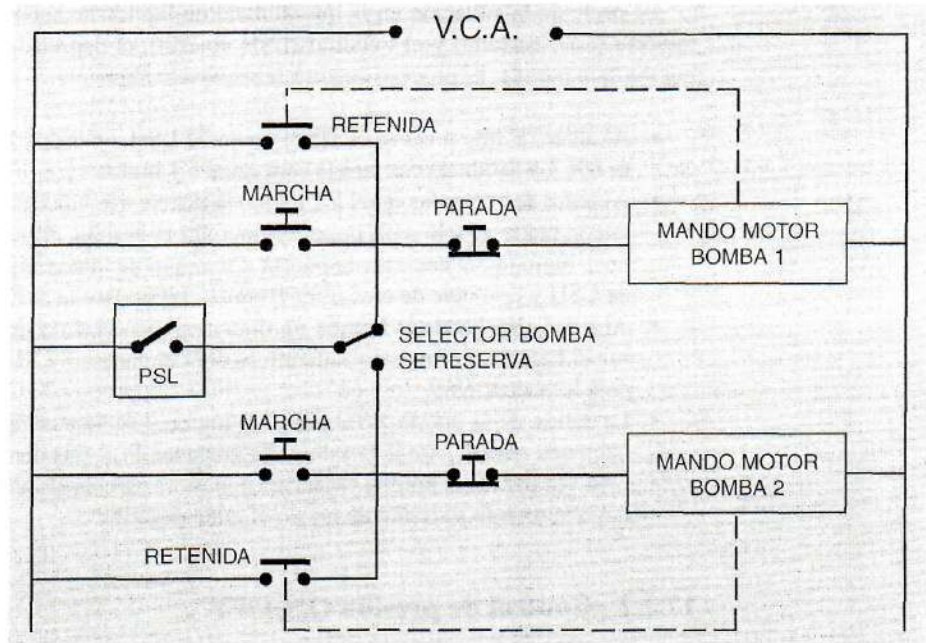 V.C.A.
RETENIDA
MARCHA
PARADA
MANDO MOTOR
BOMBA 1
SELECTOR BOMBA
SE RESERVA
PSL
MARCHA
PARADA
MANDO MOTOR
BOMBA 2
RETENIDA